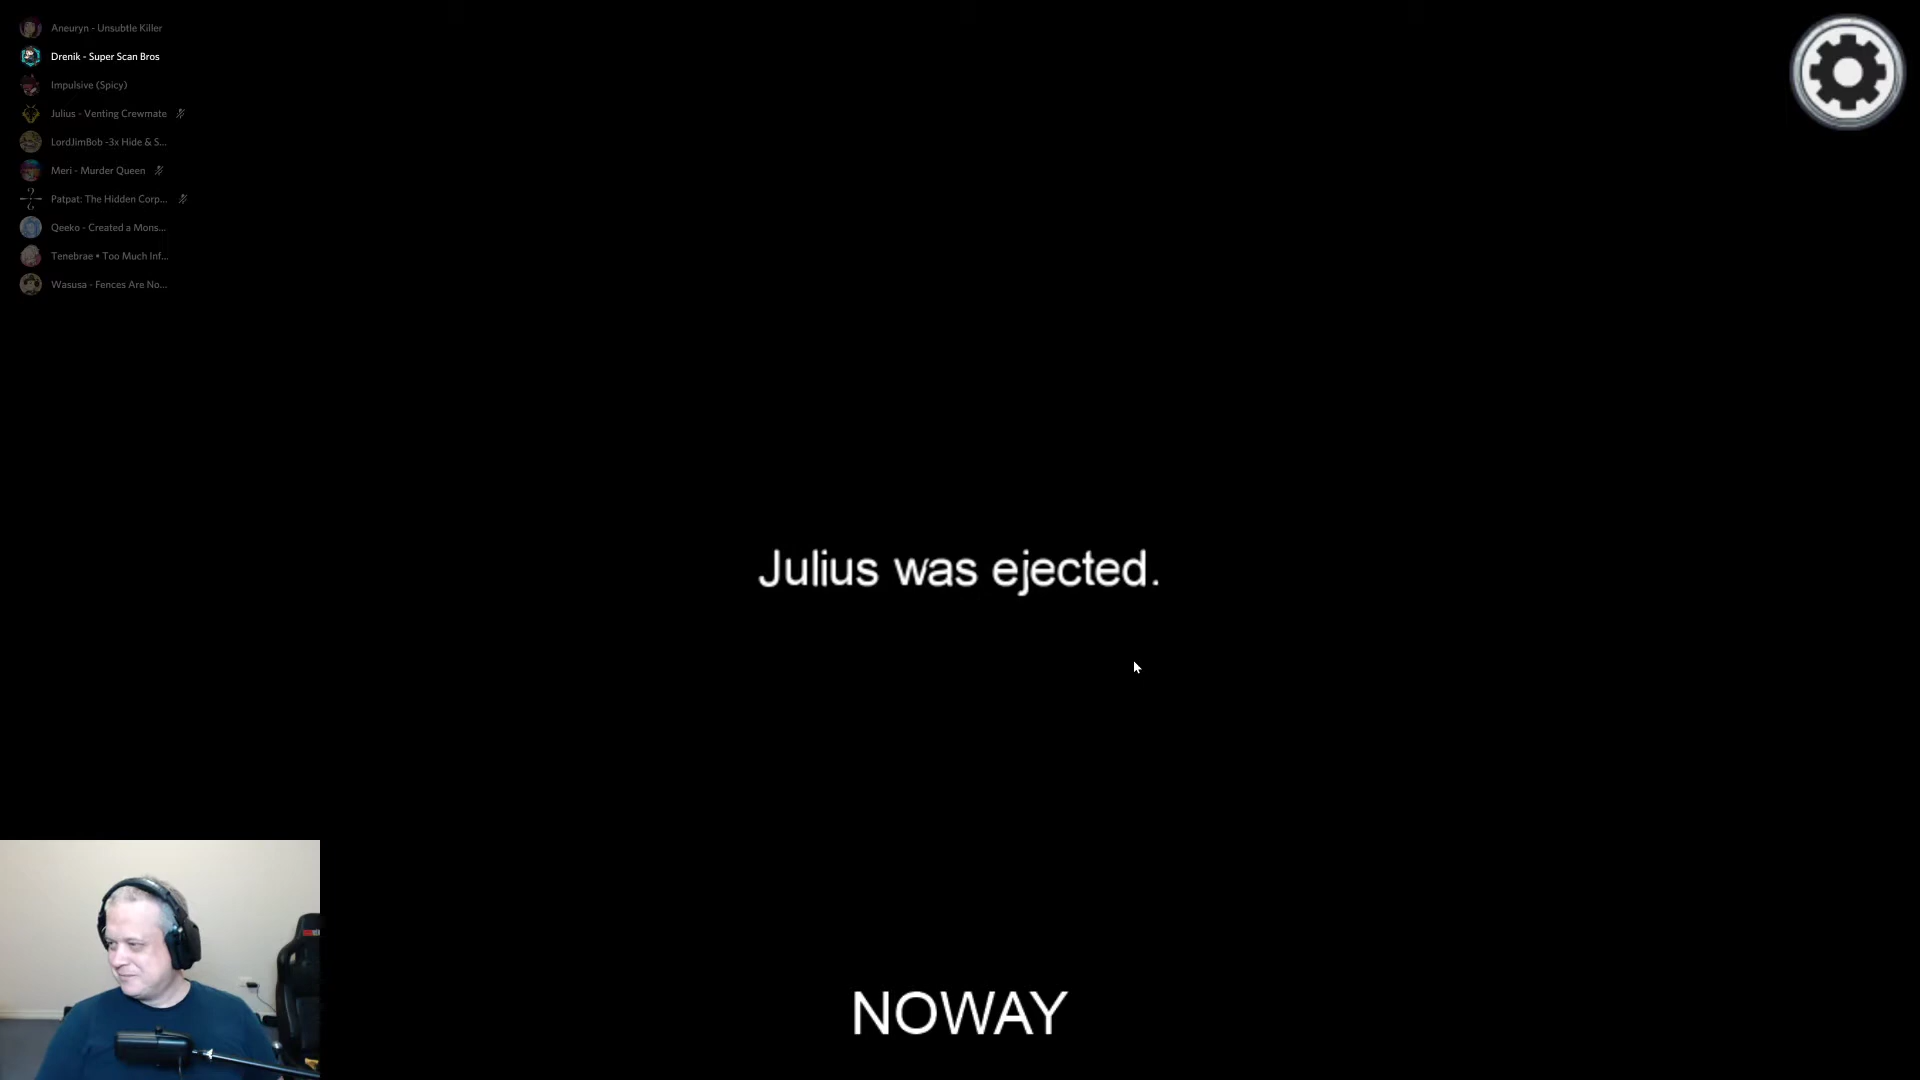 Aneuryn - Unsubtle Killer
Drenik - Super Scan Bros
Impulsive (Spicy)
Julius - Venting Crewmate
LordJimBob -3x Hide & S...
Meri - Murder Queen
Patpat: The Hidden Corp...
Qeeko - Created a Mons...
Tenebrae • Too Much Inf...
Wasusa - Fences Are No...
Julius was ejected.
NOWAY